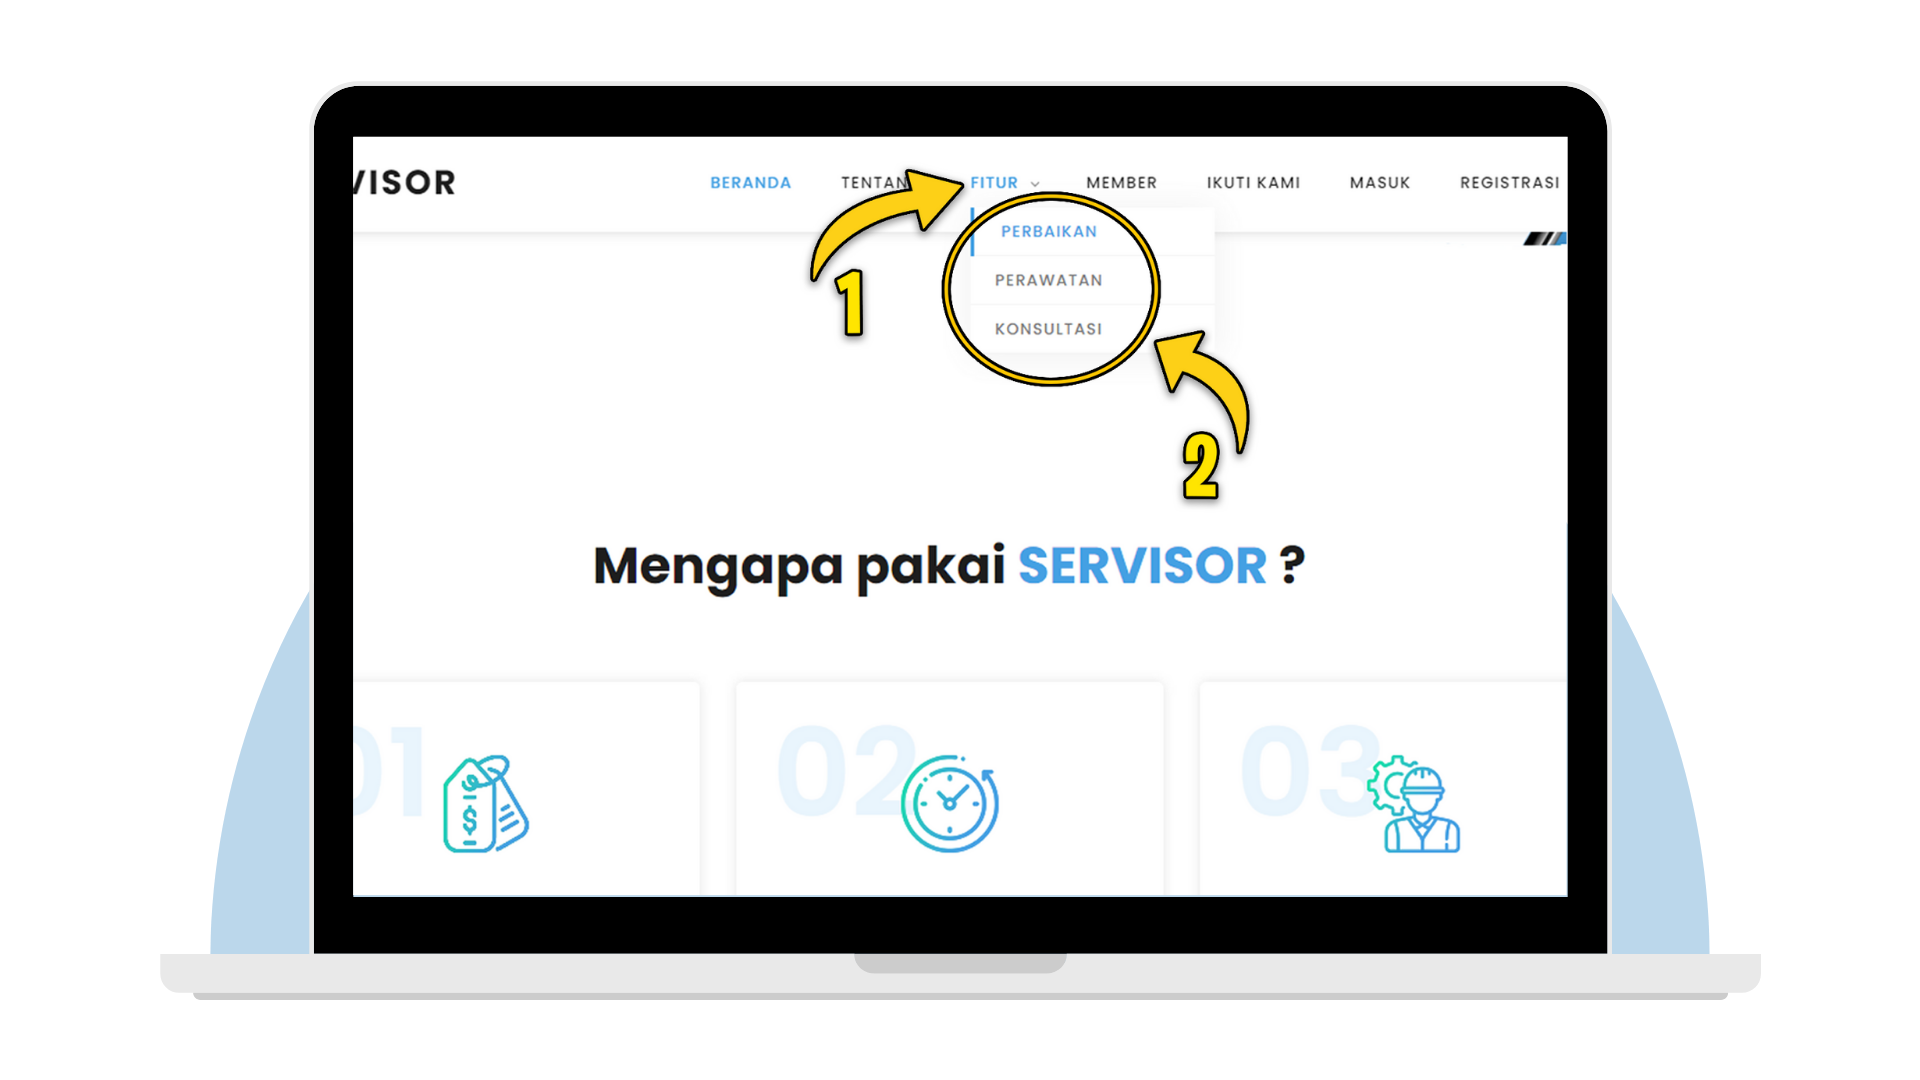 VISOR
BERANDA TENTAN FITUR MEMBER IKUTI KAMI MASUK REGISTRASI
PERBAIKAN
PERAWATAN
KONSULTASI
1
2
Mengapa pakai SERVISOR ?
01 02 03
$